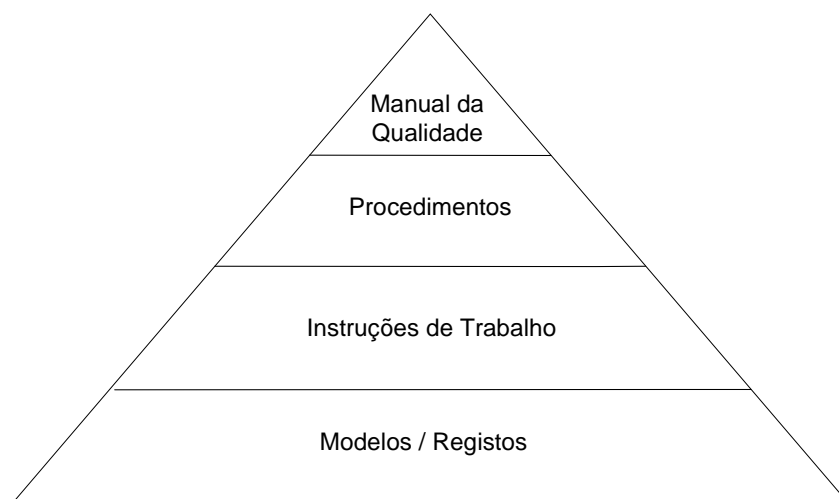 Manual da
Qualidade
Procedimentos
Instruções de Trabalho
Modelos / Registos